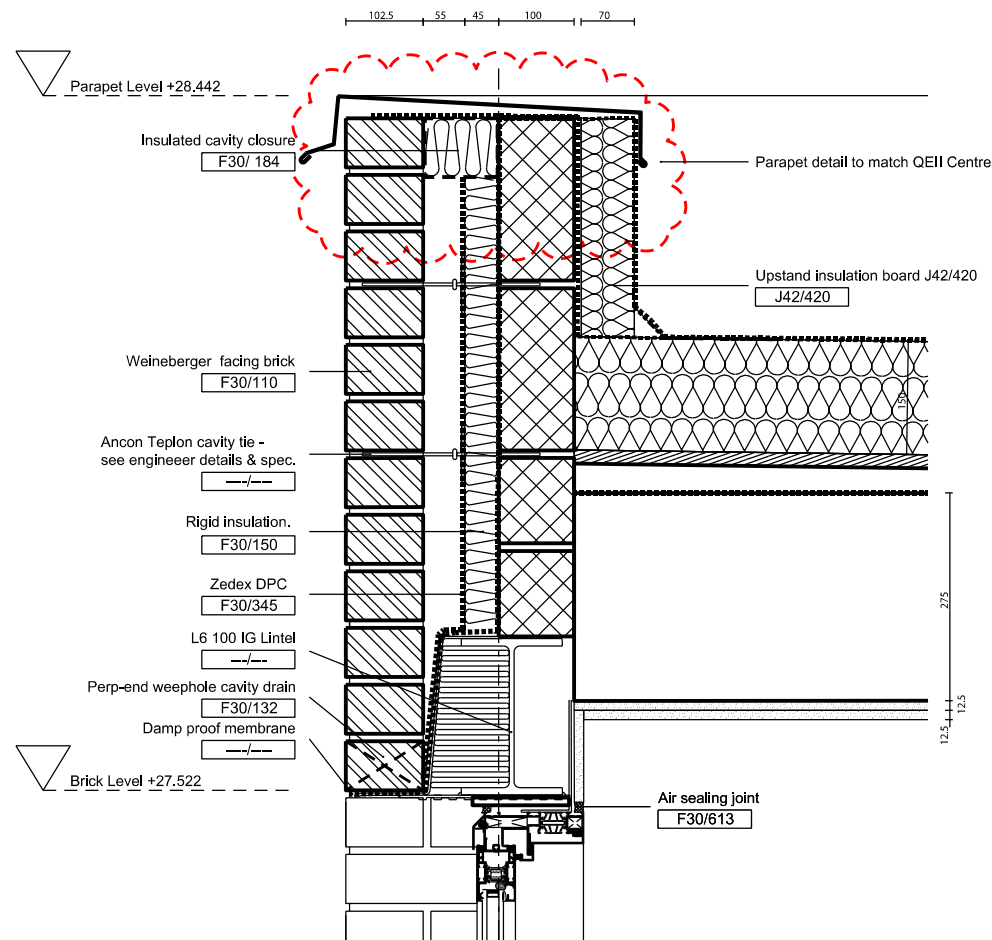 102.5 55 45 100 70
Parapet Level +28.442
Insulated cavity closure
F30/ 184
Parapet detail to match QEII Centre
Upstand insulation board J42/420
J42/420
Weineberger facing brick
F30/110
150
Ancon Teplon cavity tie -
see engineeer details & spec.
---/---
Rigid insulation.
F30/150
Zedex DPC
F30/345
275
L6 100 IG Lintel
---/---
Perp-end weephole cavity drain
F30/132
12.5
12.5
Damp proof membrane
---/---
Brick Level +27.522
Air sealing joint
F30/613